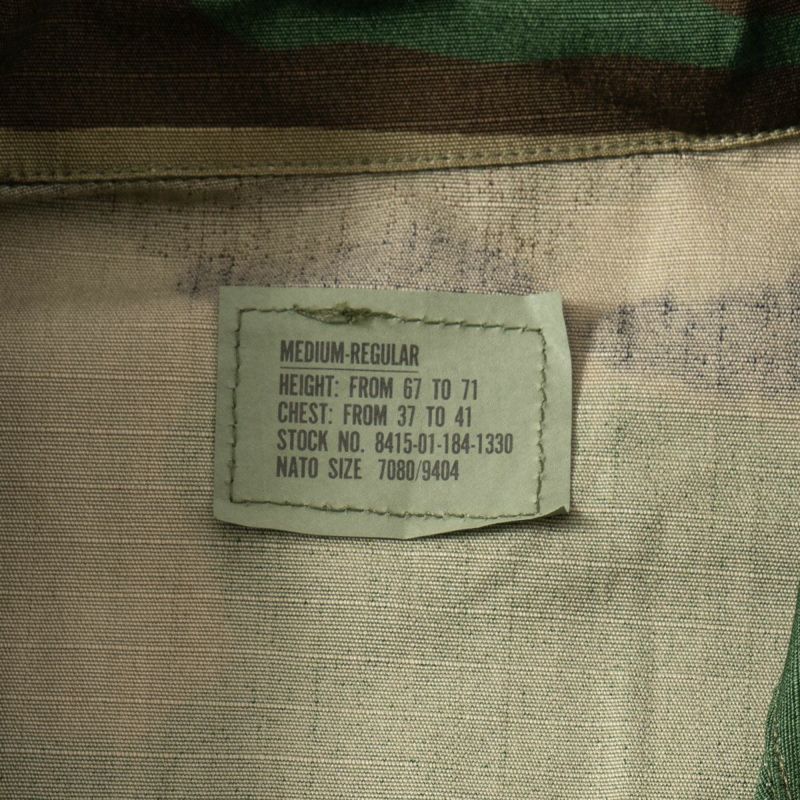 MEDIUM-REGULAR
HEIGHT: FROM 67 TO 71
CHEST: FROM 37 TO 41
STOCK NO. 8415-01-184-1330
NATO SIZE 7080/9404